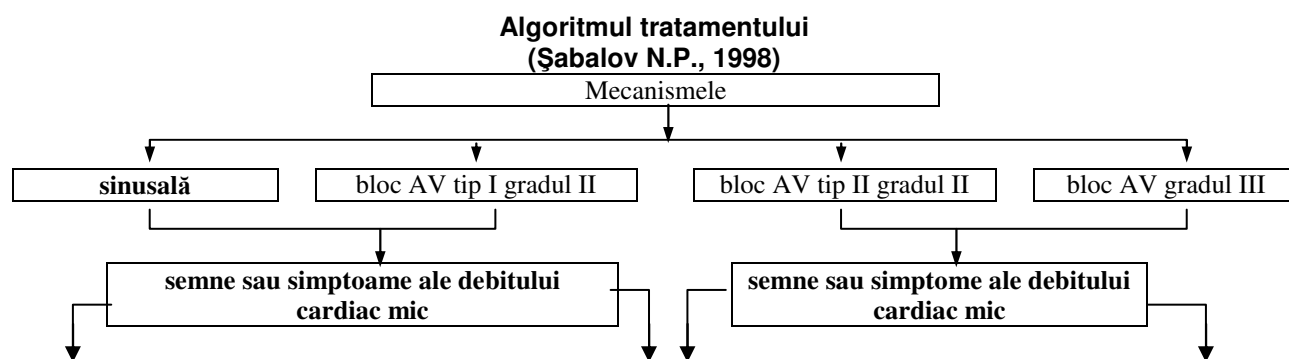 Algoritmul tratamentului
(Şabalov N.P., 1998)
Mecanismele
sinusală
bloc AV tip I gradul II
bloc AV tip II gradul II
bloc AV gradul III
semne sau simptoame ale debitului
cardiac mic
semne sau simptome ale debitului
cardiac mic